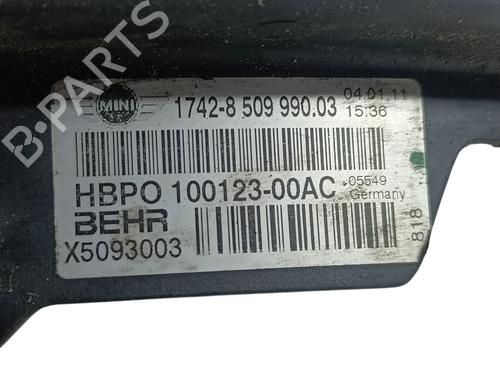 MINI
1742-8 509 990.03
04.01.11
15:36
HBPO 100123-00AC
05549
Germany
BEHR
X5093003
818
B-PARTS